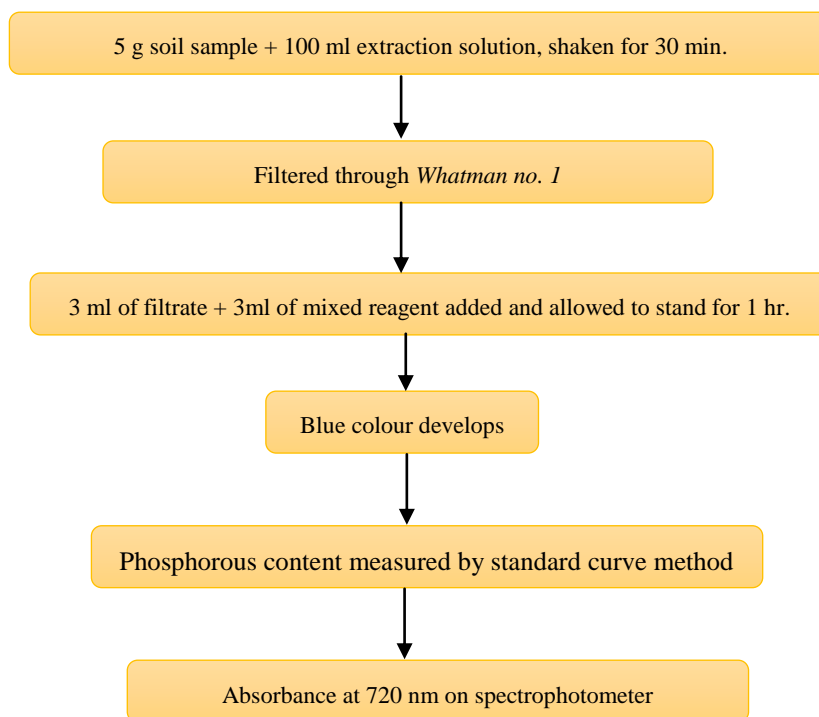 5 g soil sample + 100 ml extraction solution, shaken for 30 min.
Filtered through Whatman no. 1
3 ml of filtrate + 3ml of mixed reagent added and allowed to stand for 1 hr.
Blue colour develops
Phosphorous content measured by standard curve method
Absorbance at 720 nm on spectrophotometer